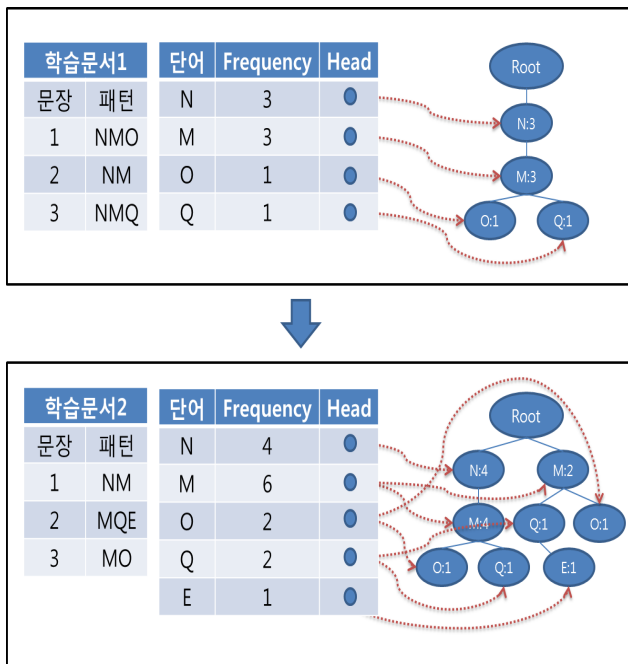 학습문서1
문장 패턴
1 NMO
2 NM
3 NMQ
단어 Frequency Head
N 3
M 3
O 1
Q 1
Root
N:3
M:3
O:1 Q:1
학습문서2
문장 패턴
1 NM
2 MQE
3 MO
단어 Frequency Head
N 4
M 6
O 2
Q 2
E 1
Root
N:4 M:2
M:4 Q:1 O:1
O:1 Q:1 E:1